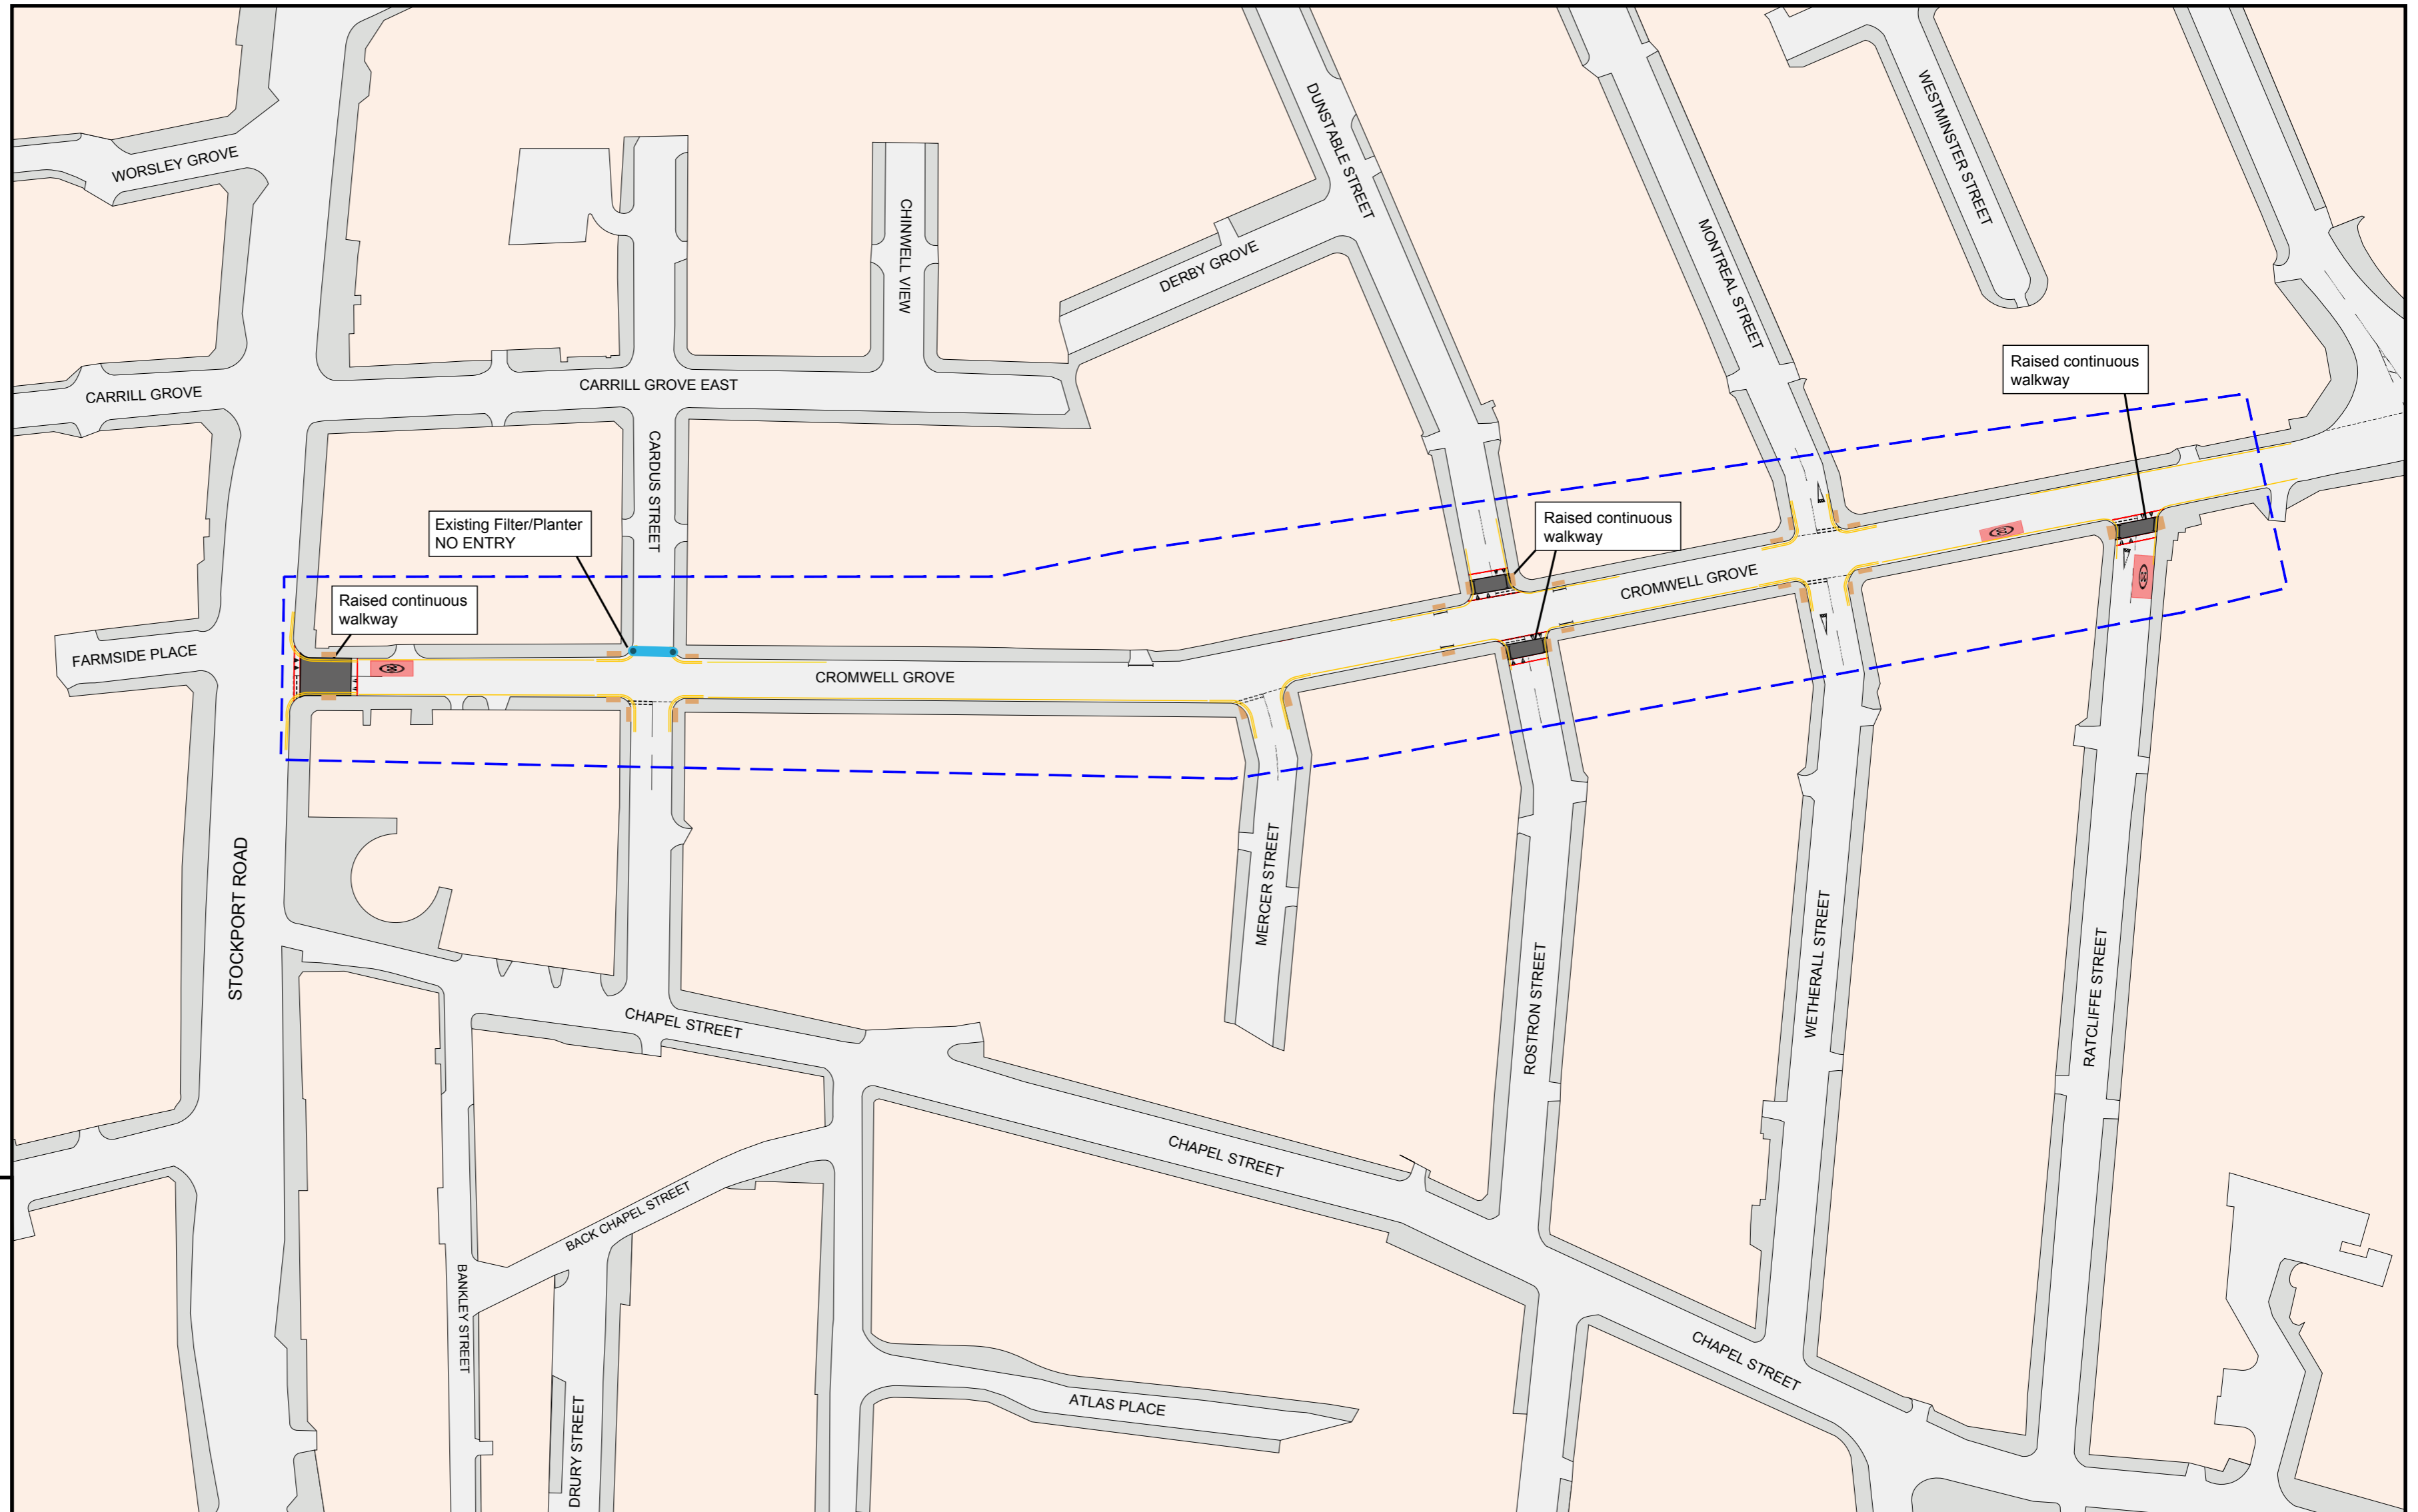 WORSLEY GROVE
DUNSTABLE STREET
WESTMINSTER STREET
CHINWELL VIEW
DERBY GROVE
MONTREAL STREET
CARRILL GROVE
CARRILL GROVE EAST
Raised continuous
walkway
CARDUS STREET
Existing Filter/Planter
NO ENTRY
Raised continuous
walkway
Raised continuous
walkway
FARMSIDE PLACE
CROMWELL GROVE
CROMWELL GROVE
STOCKPORT ROAD
MERCER STREET
ROSTRON STREET
WETHERALL STREET
RATCLIFFE STREET
CHAPEL STREET
CHAPEL STREET
BACK CHAPEL STREET
BANKLEY STREET
CHAPEL STREET
DRURY STREET
ATLAS PLACE